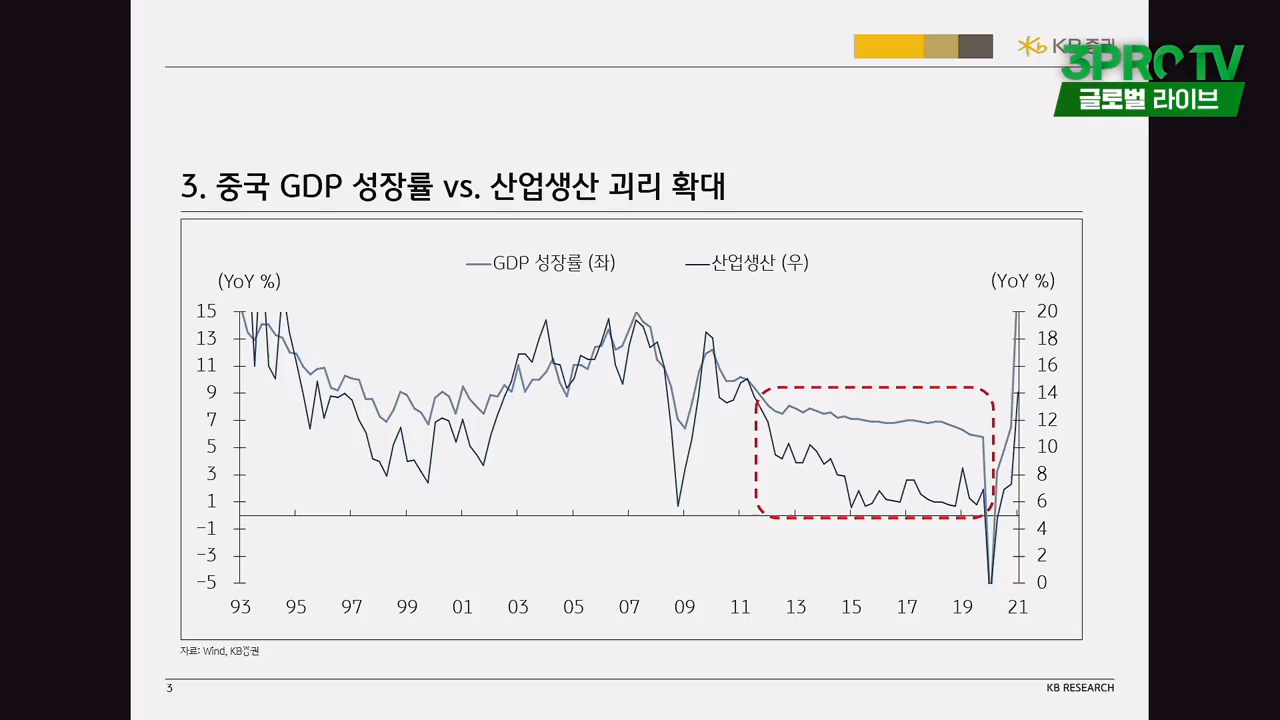 KB증권
3PRO TV
글로벌 라이브
3. 중국 GDP 성장률 vs. 산업생산 괴리 확대
GDP 성장률 (좌) 산업생산 (우)
(YoY %) (YoY %)
15 20
13 18
11 16
9 14
7 12
5 10
3 8
1 6
-1 4
-3 2
-5 0
93 95 97 99 01 03 05 07 09 11 13 15 17 19 21
자료: Wind, KB증권
3 KB RESEARCH